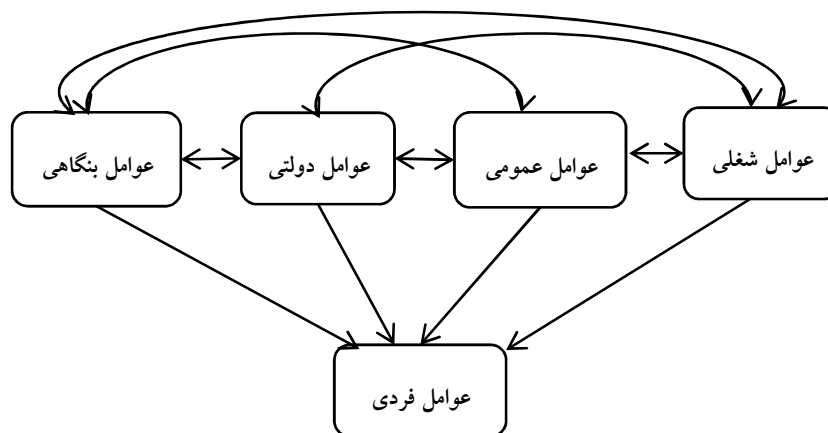 عوامل شغلی
عوامل عمومی
عوامل دولتی
عوامل بنگاهی
عوامل فردی